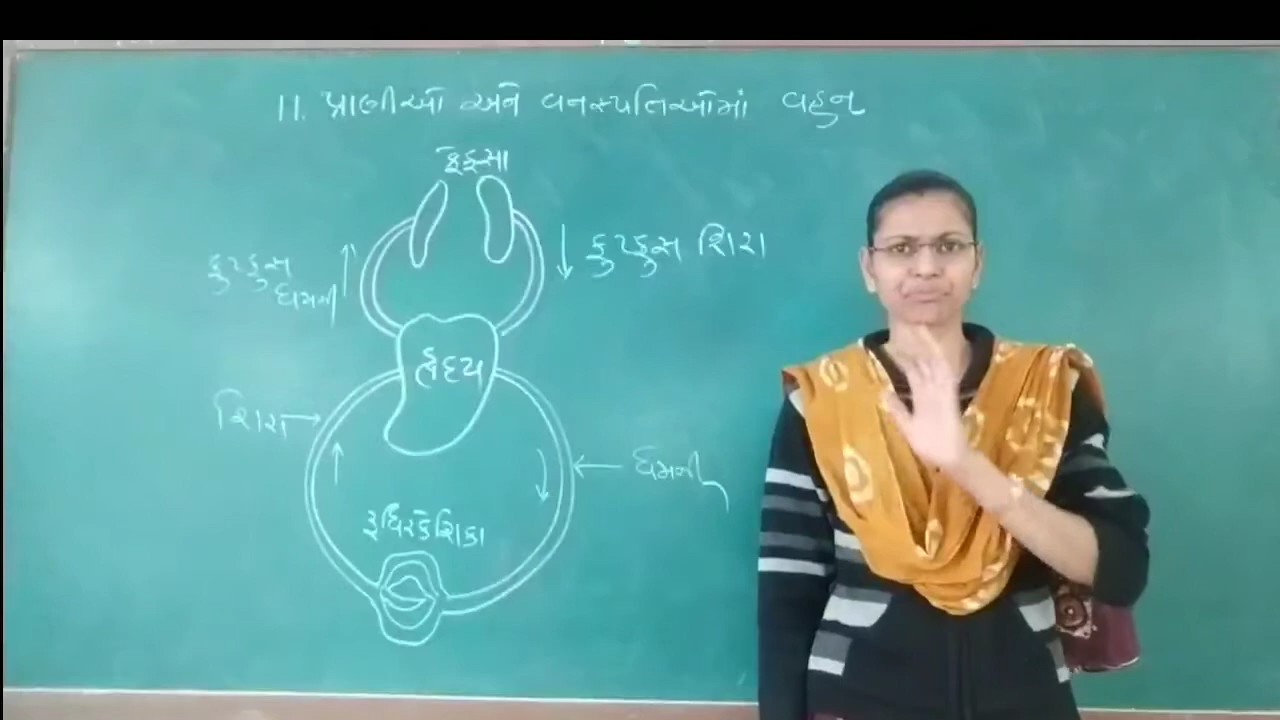 11. પ્રાણીઓ અને વનસ્પતિઓમાં વહન
ફેફસા
ફુપ્ફુસ શિરા
ફુપ્ફુસ
ધમની
હૃદય
શિરા
ધમની
રૂધિરકેશિકા